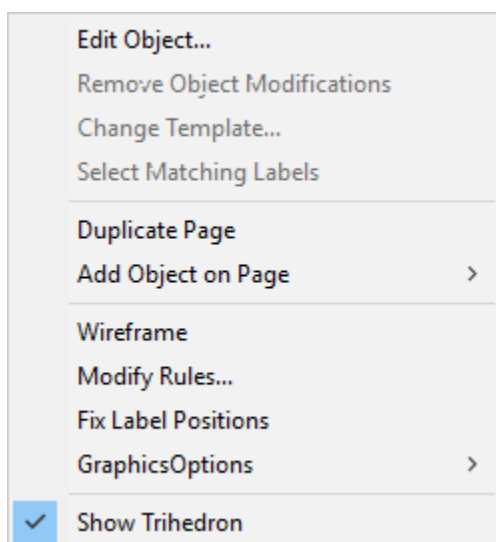 Edit Object...
Remove Object Modifications
Change Template...
Select Matching Labels
Duplicate Page
Add Object on Page
Wireframe
Modify Rules...
Fix Label Positions
GraphicsOptions
Show Trihedron